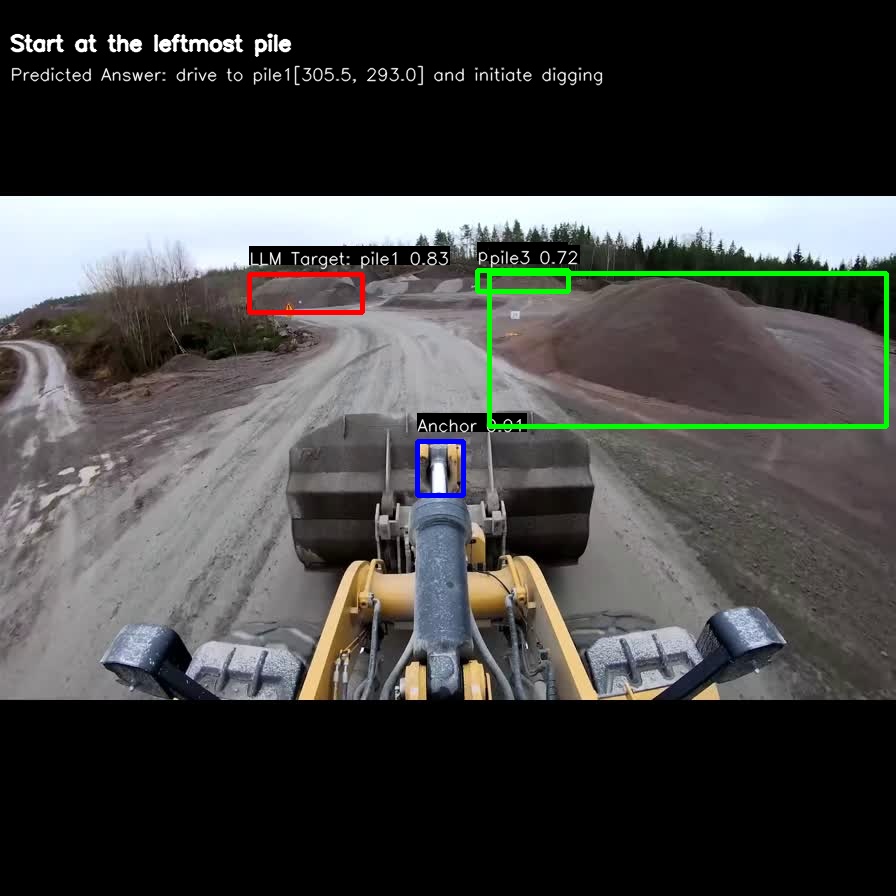 Start at the leftmost pile
Predicted Answer: drive to pile1[305.5, 293.0] and initiate digging
LLM Target: pile1 0.83
pile3 0.72
Anchor 0.91